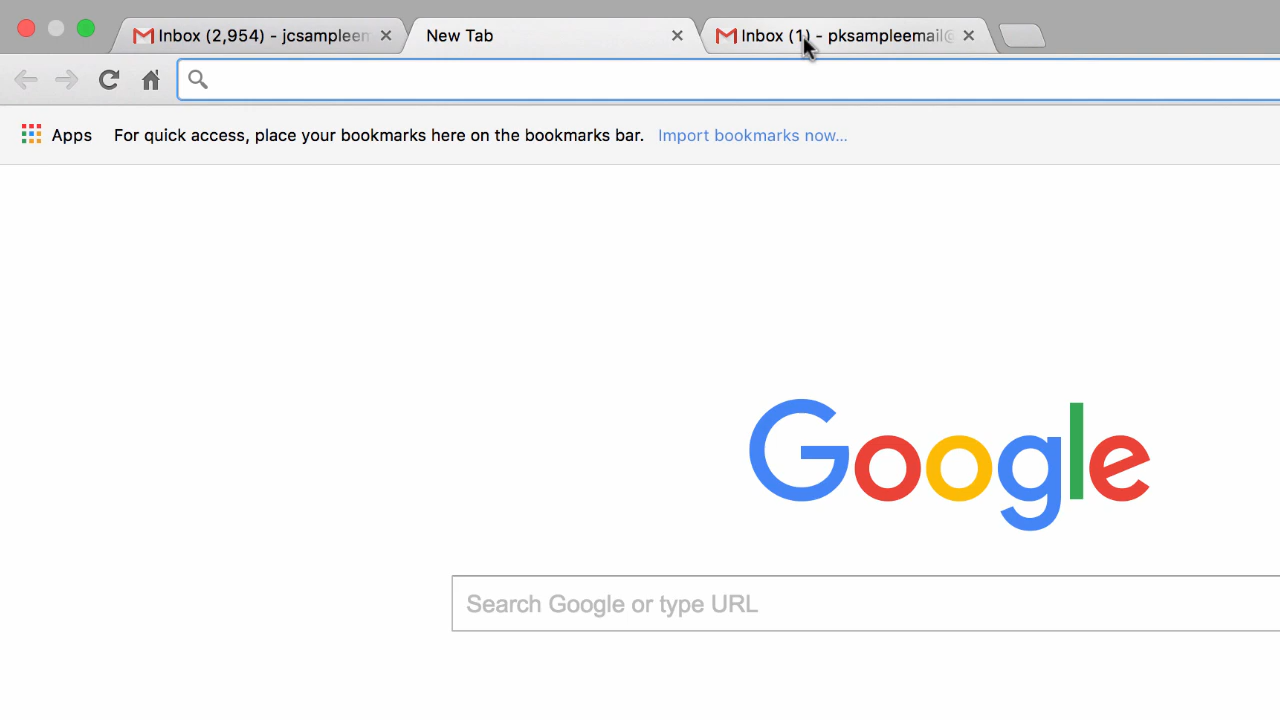 Inbox (2,954) - jcsampleem
New Tab
Inbox (1) - pksampleemail@
Apps
For quick access, place your bookmarks here on the bookmarks bar. Import bookmarks now...
Google
Search Google or type URL